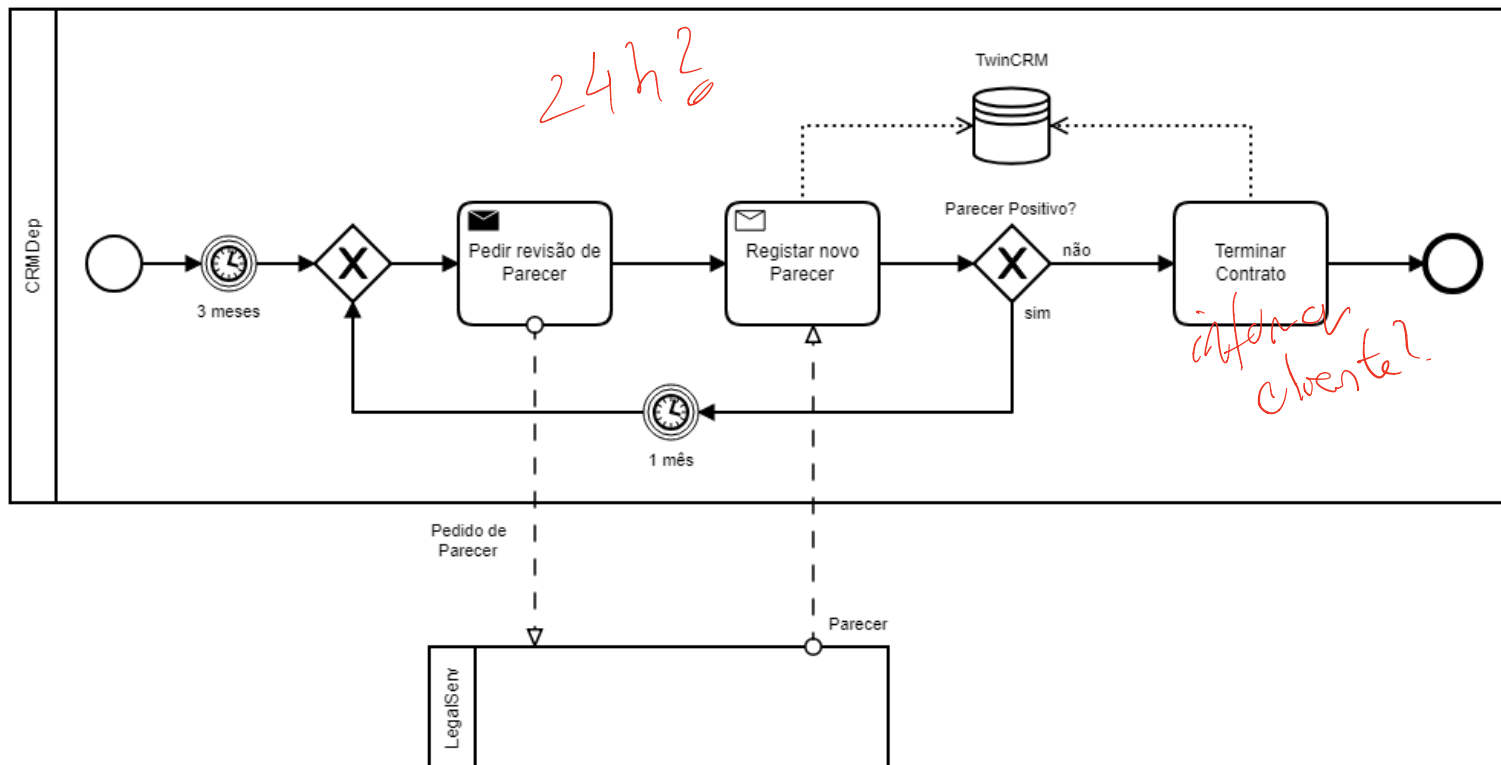 24h?
TwinCRM
CRMDep
Pedir revisão de
Parecer
Registar novo
Parecer
Parecer Positivo?
não
sim
Terminar
Contrato
3 meses
informar
cliente?
1 mês
Pedido de
Parecer
Parecer
LegalServ